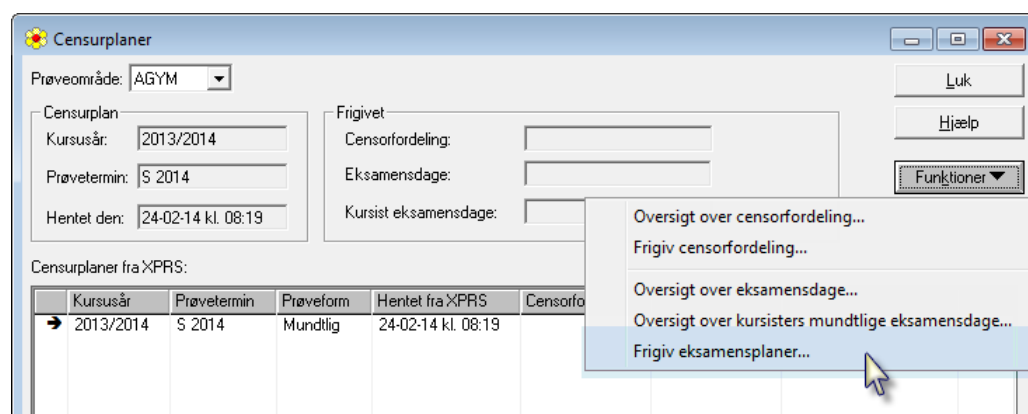 Censurplaner
Prøveområde: AGYM
Luk
Censurplan
Frigivet
Hjælp
Kursusår: 2013/2014
Censorfordeling:
Prøvetermin: S 2014
Eksamensdage:
Funktioner
Hentet den: 24-02-14 kl. 08:19
Kursist eksamensdage:
Oversigt over censorfordeling...
Frigiv censorfordeling...
Oversigt over eksamensdage...
Oversigt over kursisters mundtlige eksamensdage...
Frigiv eksamensplaner...
Censurplaner fra XPRS:
Kursusår Prøvetermin Prøveform Hentet fra XPRS Censorfo
2013/2014 S 2014 Mundtlig 24-02-14 kl. 08:19